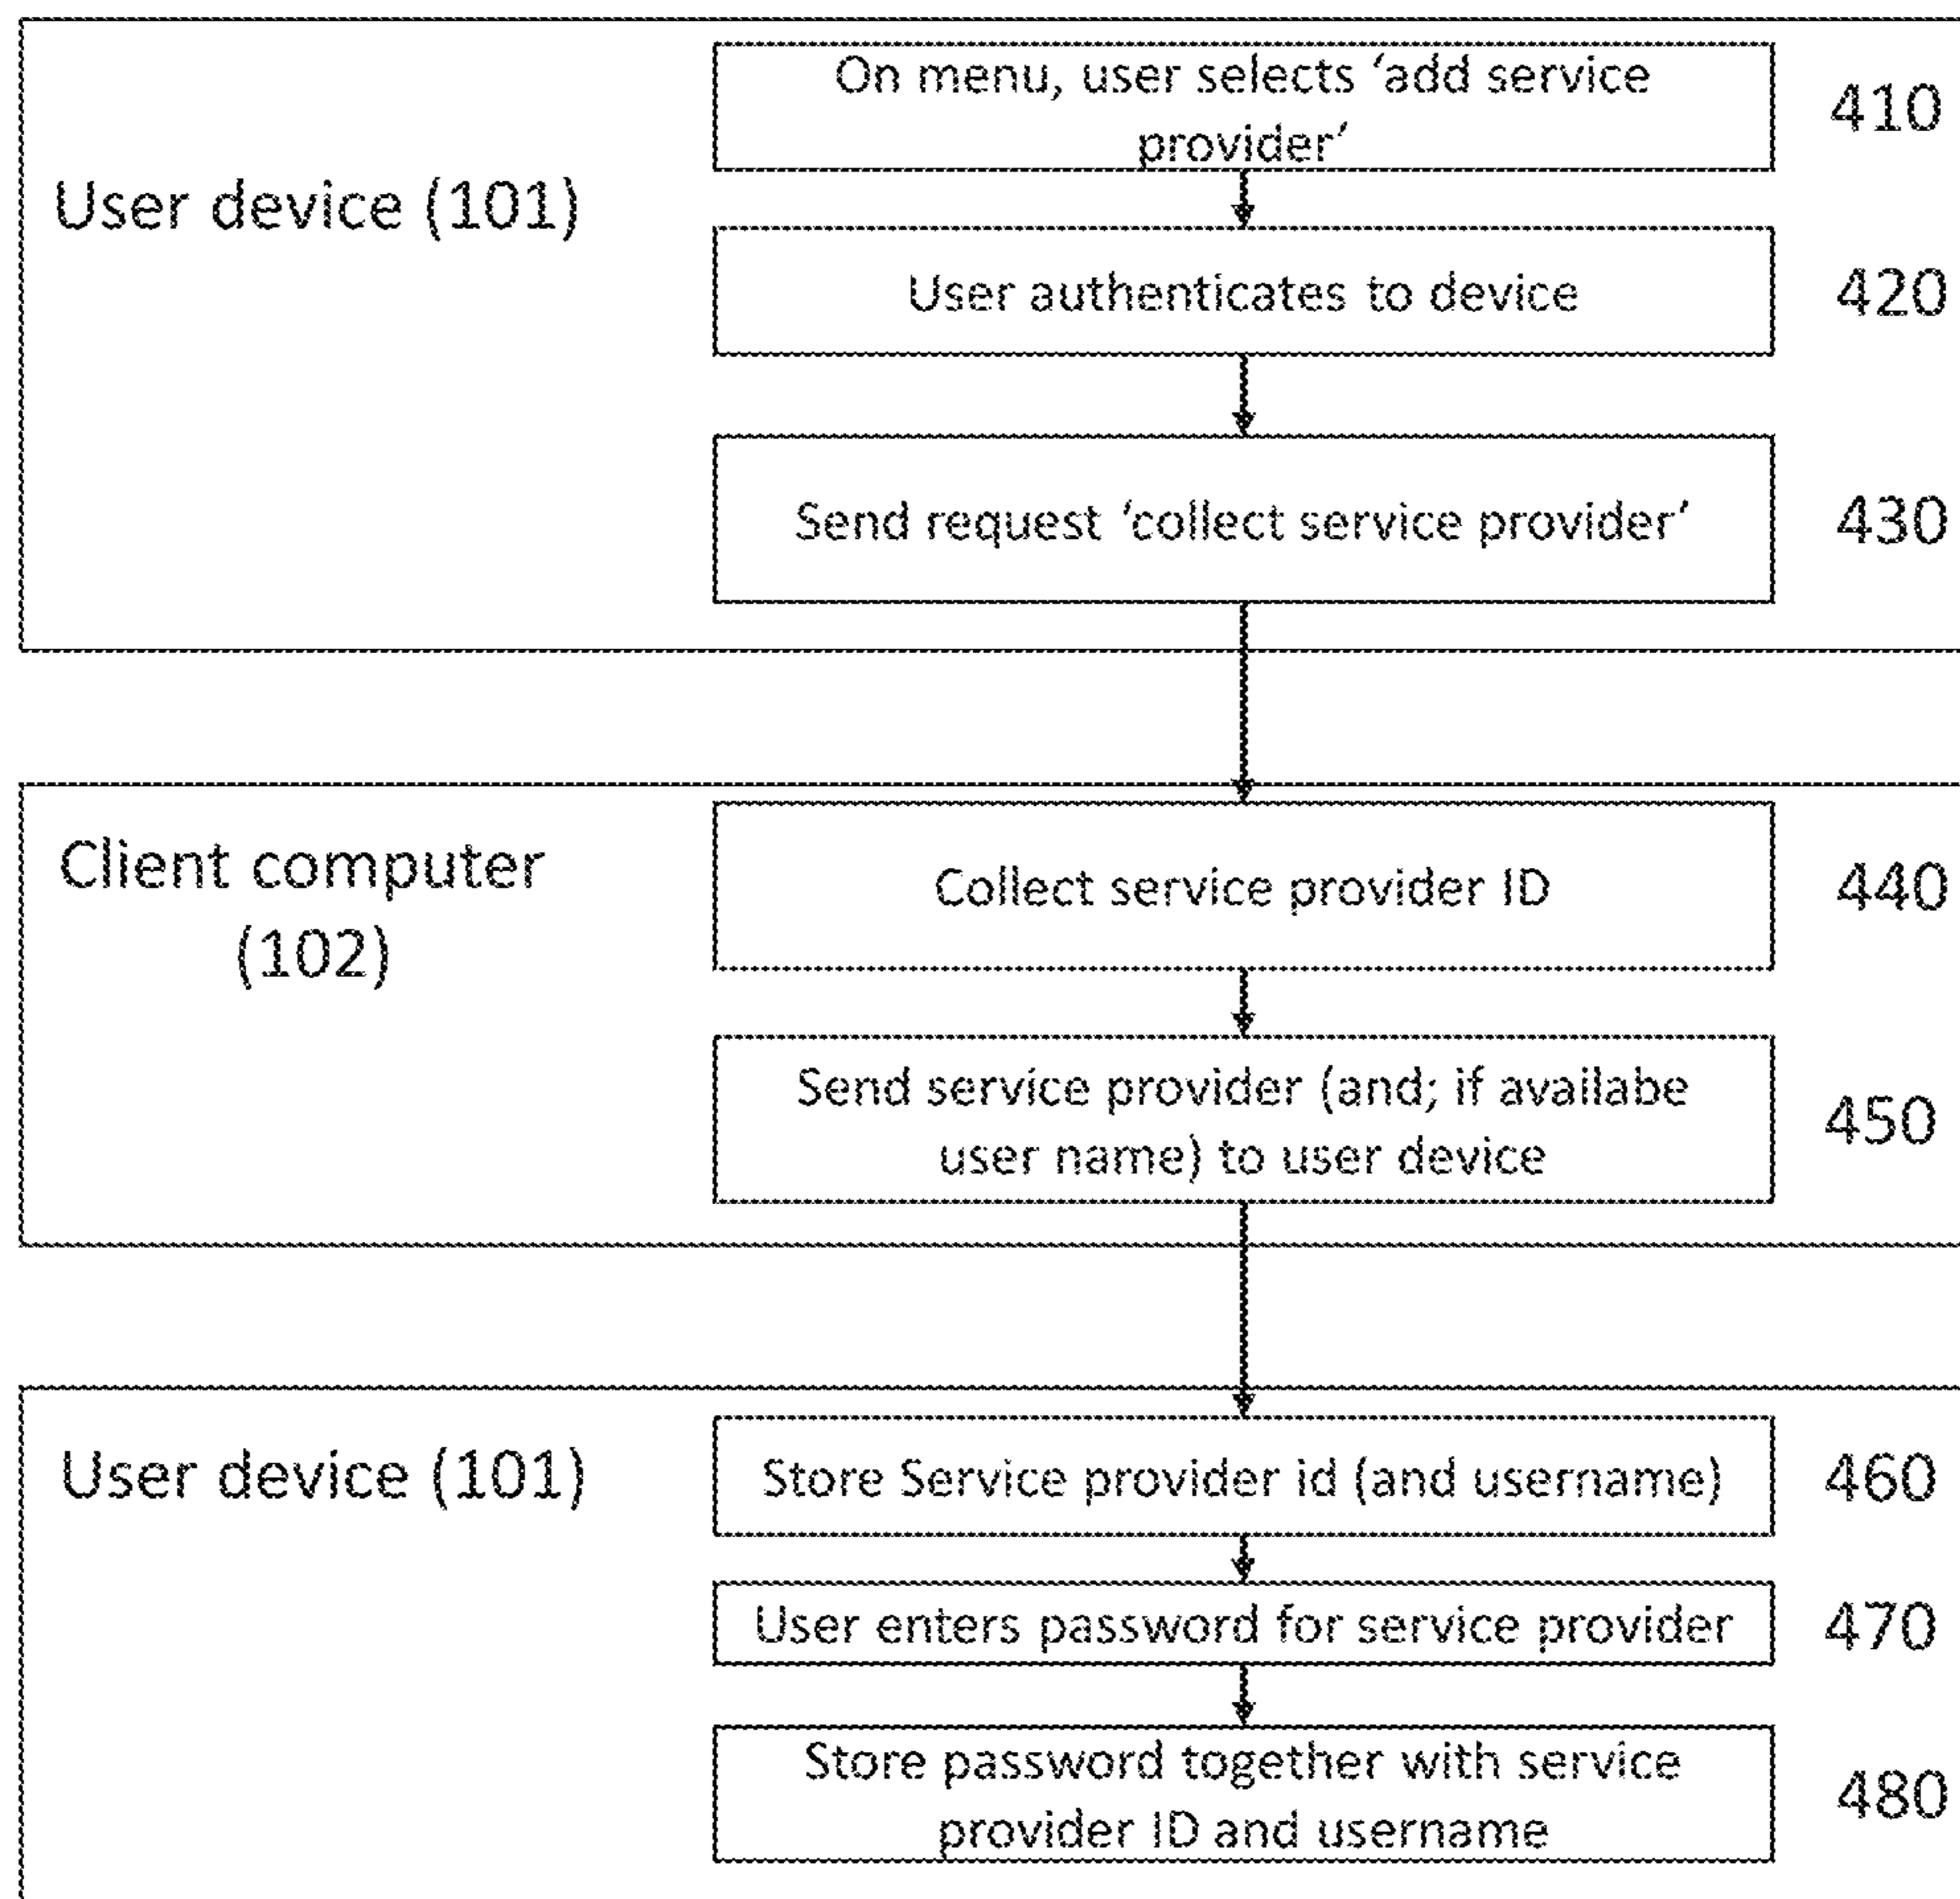 On menu, user selects ‘add service
provider’
410
User device (101)
User authenticates to device
420
Send request ‘collect service provider’
430
Client computer
(102)
Collect service provider ID
440
Send service provider (and; if availabe
user name) to user device
450
User device (101)
Store Service provider id (and username)
460
User enters password for service provider
470
Store password together with service
provider ID and username
480